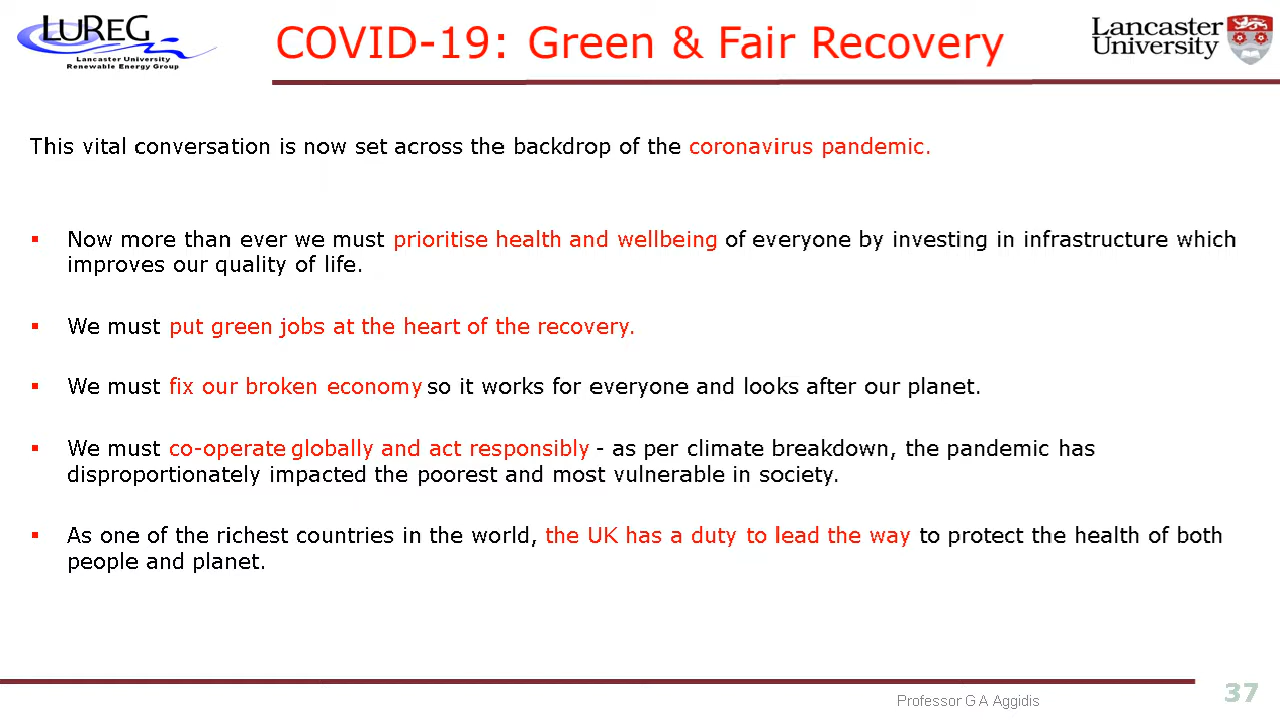 LUREG
Lancaster University
Renewable Energy Group
COVID-19: Green & Fair Recovery
Lancaster
University
This vital conversation is now set across the backdrop of the coronavirus pandemic.
▪ Now more than ever we must prioritise health and wellbeing of everyone by investing in infrastructure which
improves our quality of life.
▪ We must put green jobs at the heart of the recovery.
▪ We must fix our broken economy so it works for everyone and looks after our planet.
▪ We must co-operate globally and act responsibly - as per climate breakdown, the pandemic has
disproportionately impacted the poorest and most vulnerable in society.
▪ As one of the richest countries in the world, the UK has a duty to lead the way to protect the health of both
people and planet.
Professor G A Aggidis
37